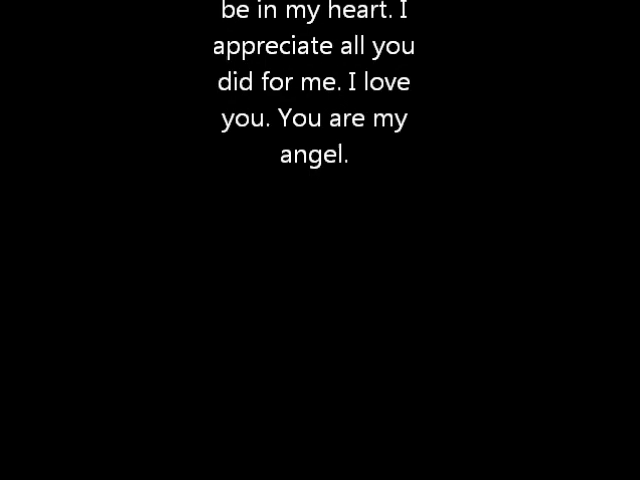 be in my heart. I
appreciate all you
did for me. I love
you. You are my
angel.